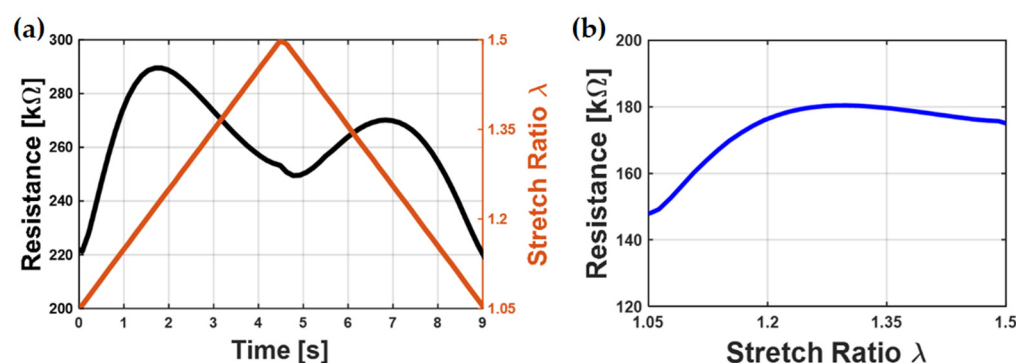 (a)
300
280
260
240
220
200
Resistance [kΩ]
0 1 2 3 4 5 6 7 8 9
Time [s]
1.5
1.35
1.2
1.05
Stretch Ratio λ
(b)
200
180
160
140
120
Resistance [kΩ]
1.05 1.2 1.35 1.5
Stretch Ratio λ